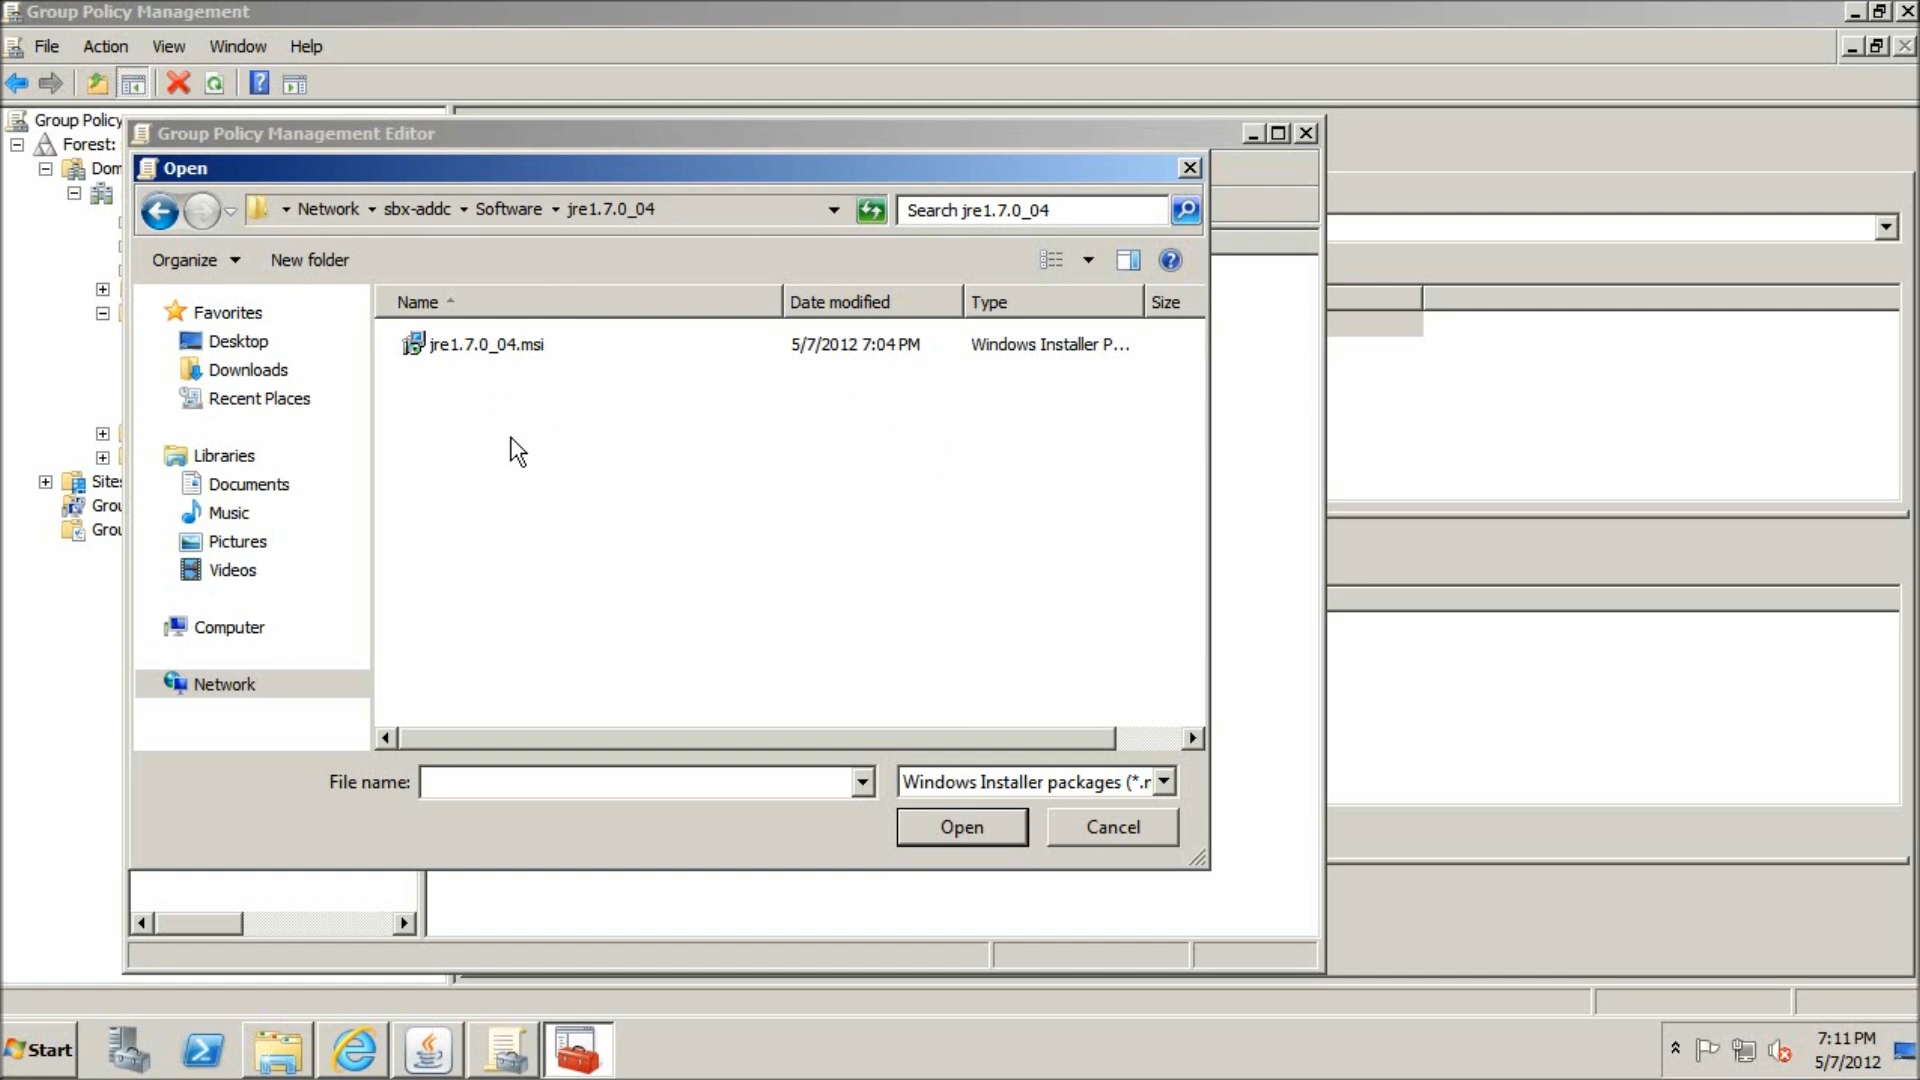 Group Policy Management
File Action View Window Help
Group Policy
Forest:
Dom
Sites
Grou
Grou
Group Policy Management Editor
Open
Network sbx-addc Software jre1.7.0_04
Search jre1.7.0_04
Organize New folder
Name Date modified Type Size
jre1.7.0_04.msi 5/7/2012 7:04 PM Windows Installer P...
Favorites
Desktop
Downloads
Recent Places
Libraries
Documents
Music
Pictures
Videos
Computer
Network
File name:
Windows Installer packages (*.m
Open Cancel
Start
7:11 PM
5/7/2012